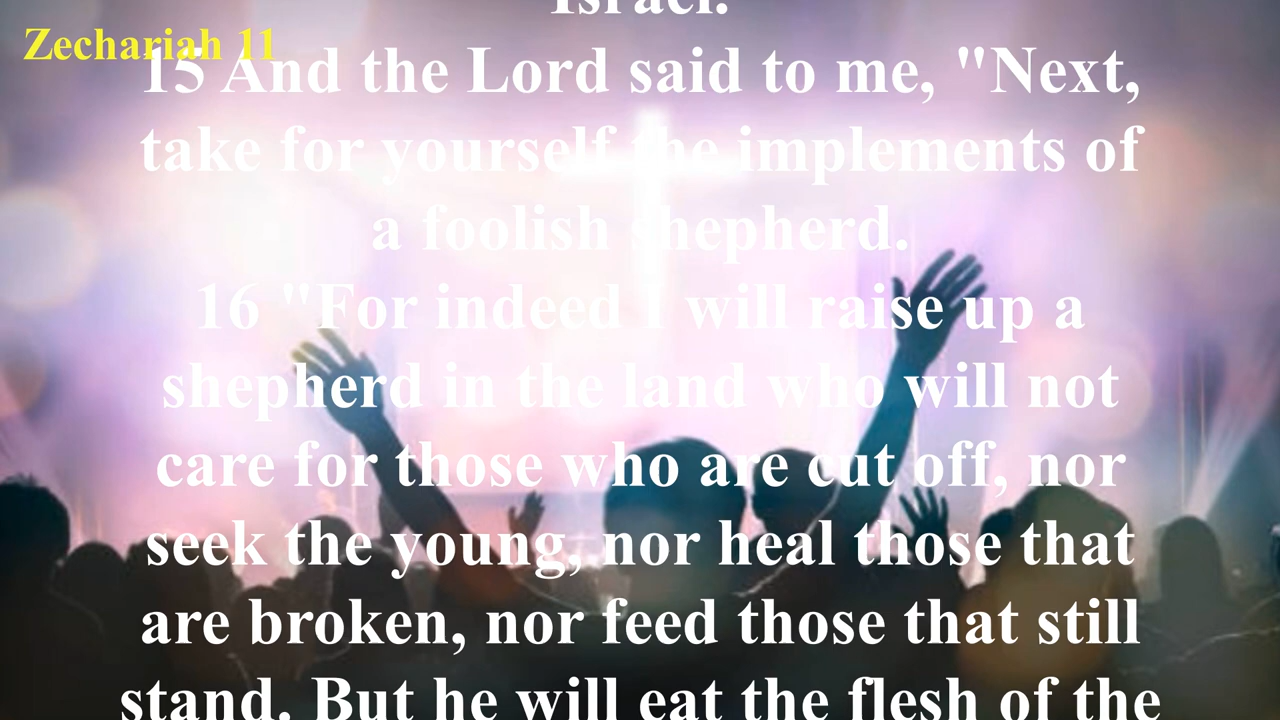 Israel.
Zechariah 11
15 And the Lord said to me, "Next,
take for yourself the implements of
a foolish shepherd.
16 "For indeed I will raise up a
shepherd in the land who will not
care for those who are cut off, nor
seek the young, nor heal those that
are broken, nor feed those that still
stand. But he will eat the flesh of the